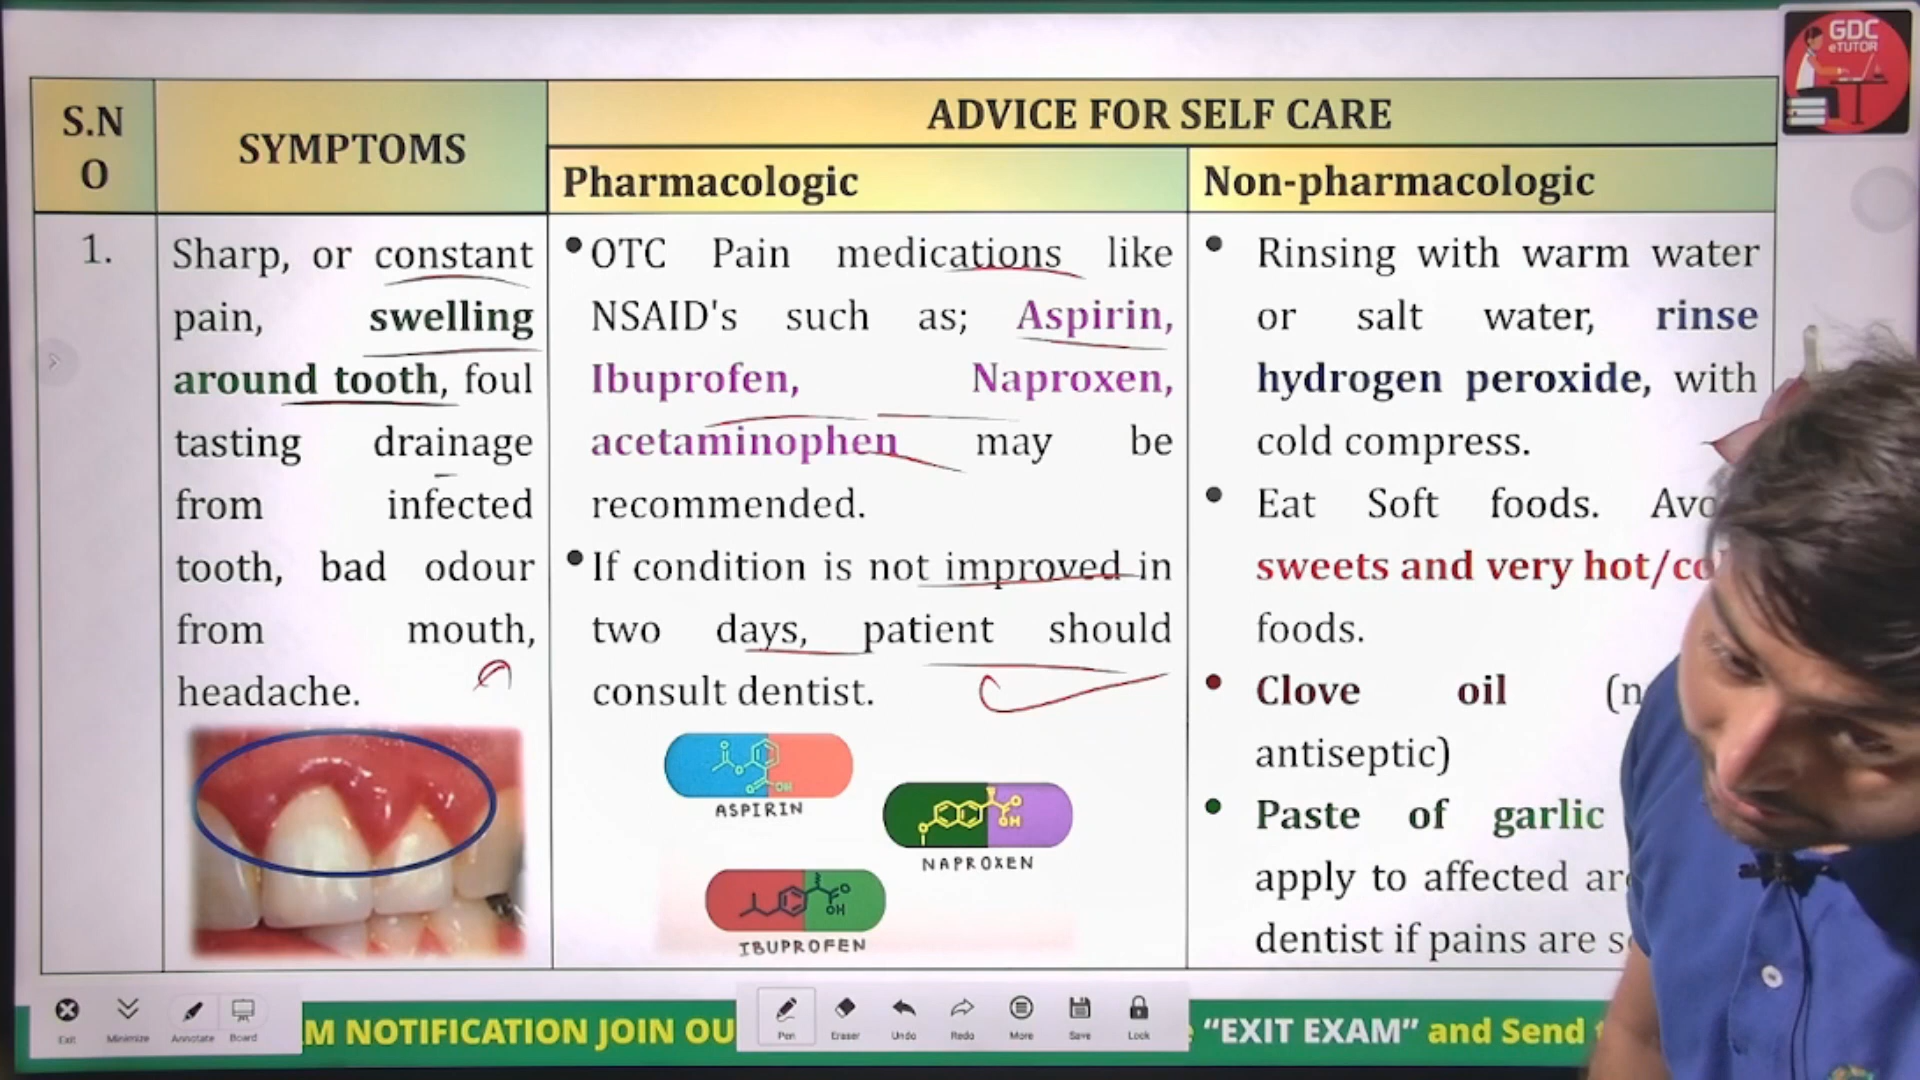 GDC
eTUTOR
S.N
O
SYMPTOMS
ADVICE FOR SELF CARE
Pharmacologic
Non-pharmacologic
1.
Sharp, or constant
pain, swelling
around tooth, foul
tasting drainage
from infected
tooth, bad odour
from mouth,
headache.
•OTC Pain medications like
NSAID's such as; Aspirin,
Ibuprofen, Naproxen,
acetaminophen may be
recommended.
•If condition is not improved in
two days, patient should
consult dentist.
ASPIRIN
OH
NAPROXEN
OH
IBUPROFEN
OH
• Rinsing with warm water
or salt water, rinse
hydrogen peroxide, with
cold compress.
• Eat Soft foods.
sweets and very hot/
foods.
• Clove oil
antiseptic)
• Paste of garlic
apply to affected
dentist if pains are
Exit
Minimize
Annotate
Board
NOTIFICATION JOIN
Pen
Eraser
Undo
Redo
More
Save
Lock
“EXIT EXAM” and Send